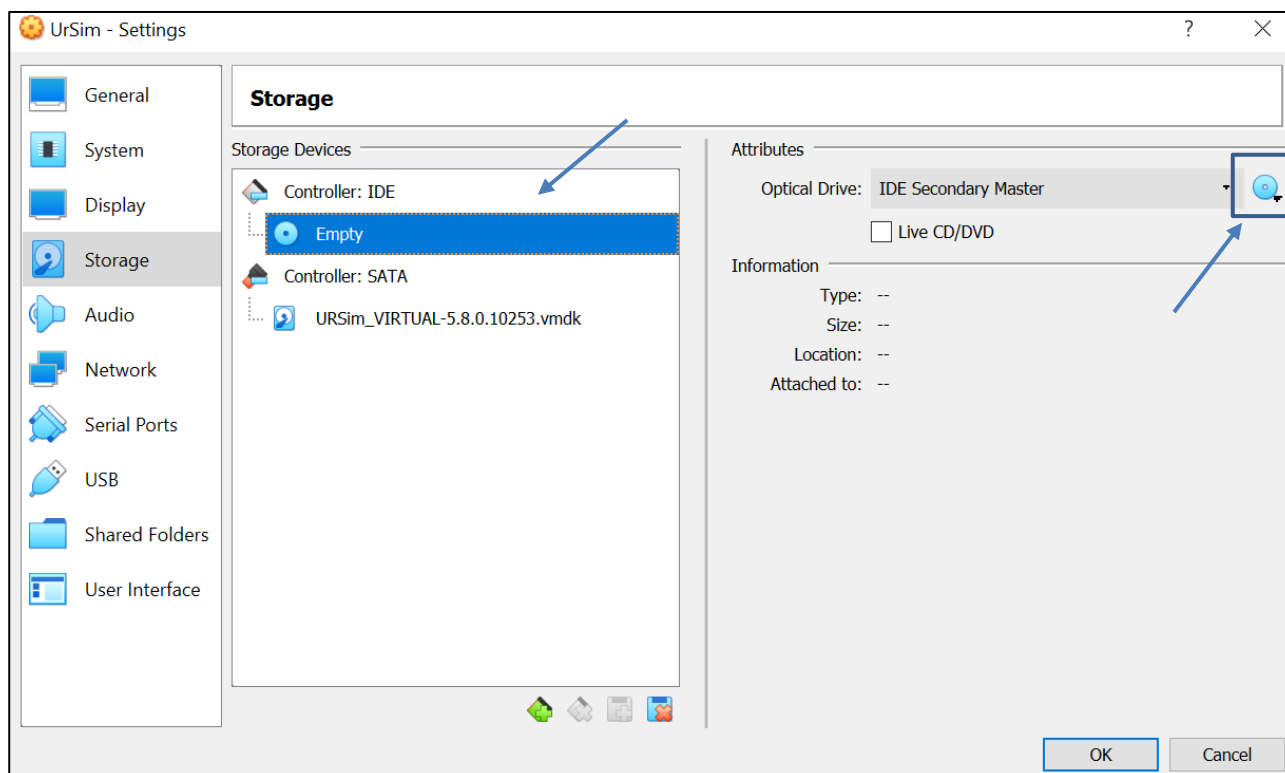 UrSim - Settings
?
General
System
Display
Storage
Audio
Network
Serial Ports
USB
Shared Folders
User Interface
Storage
Storage Devices
Controller: IDE
Empty
Controller: SATA
URSim_VIRTUAL-5.8.0.10253.vmdk
Attributes
Optical Drive: IDE Secondary Master
Live CD/DVD
Information
Type: --
Size: --
Location: --
Attached to: --
OK Cancel